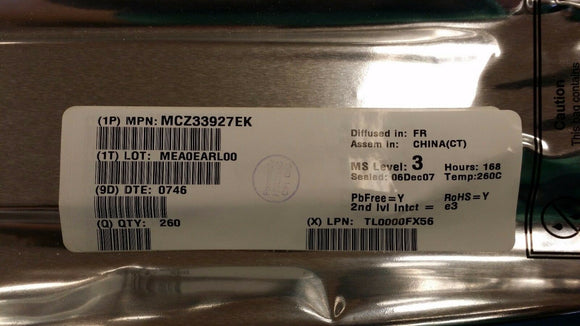 (1P) MPN: MCZ33927EK
(1T) LOT: MEA0EARL00
(9D) DTE: 0746
(Q) QTY: 260
Diffused in: FR
Assem in: CHINA(CT)
MS Level: 3 Hours: 168
Sealed: 06Dec07 Temp:260C
PbFree=Y RoHS=Y
2nd lvl Intct = e3
(X) LPN: TL0000FX56
Caution